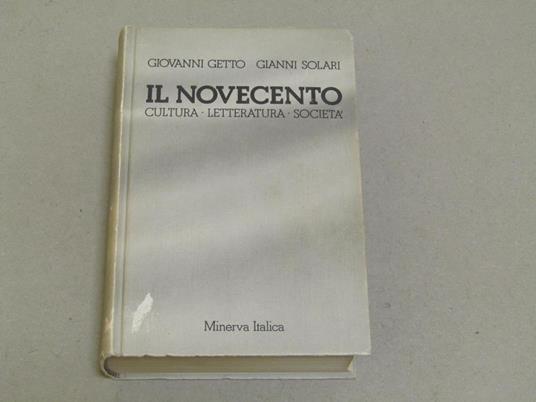 GIOVANNI GETTO GIANNI SOLARI
IL NOVECENTO
CULTURA · LETTERATURA · SOCIETA'
Minerva Italica